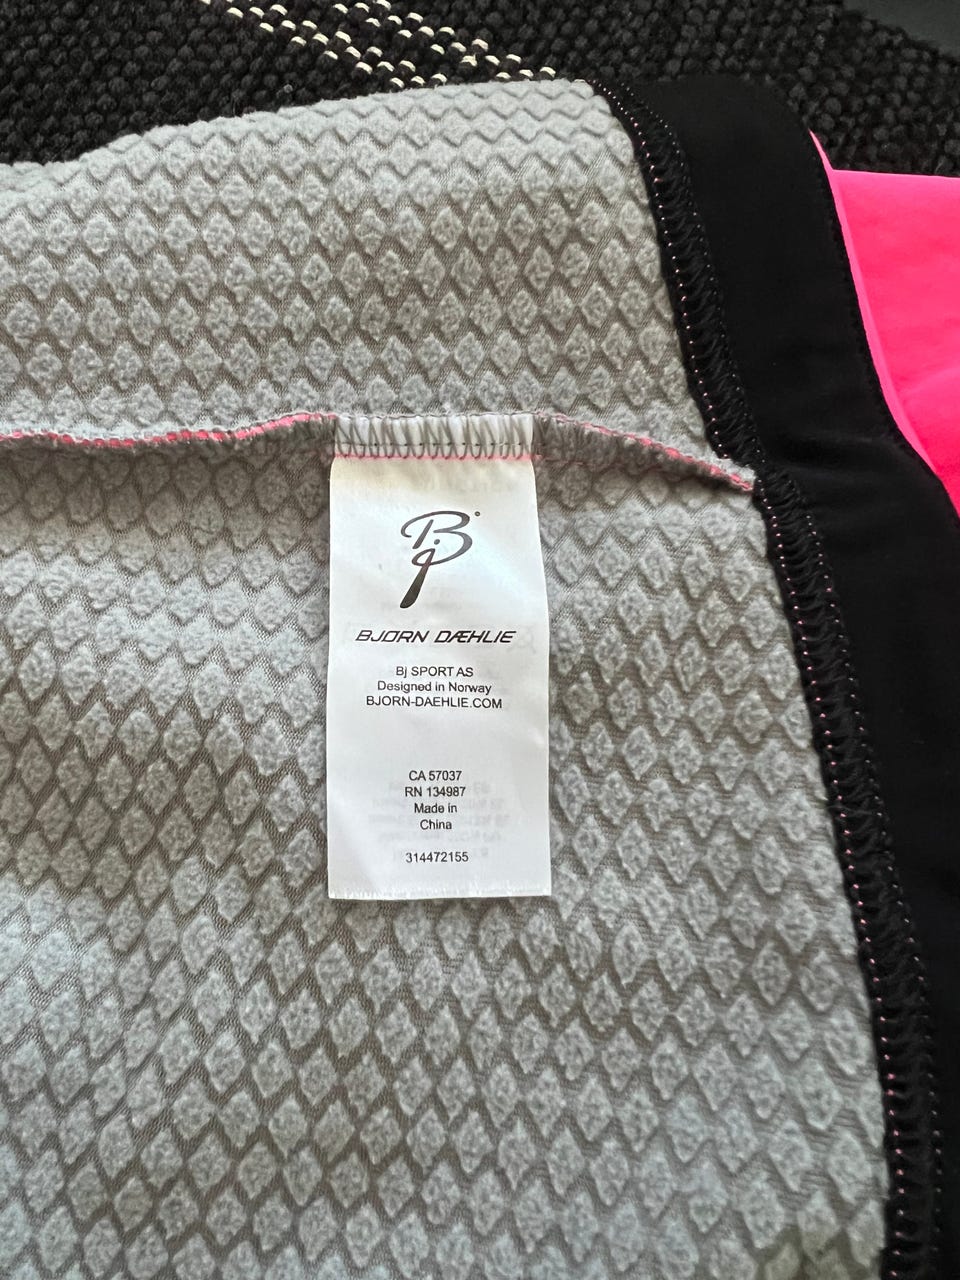 BJ
BJORN DÆHLIE
Bj SPORT AS
Designed in Norway
BJORN-DAEHLIE.COM
CA 57037
RN 134987
Made in
China
314472155